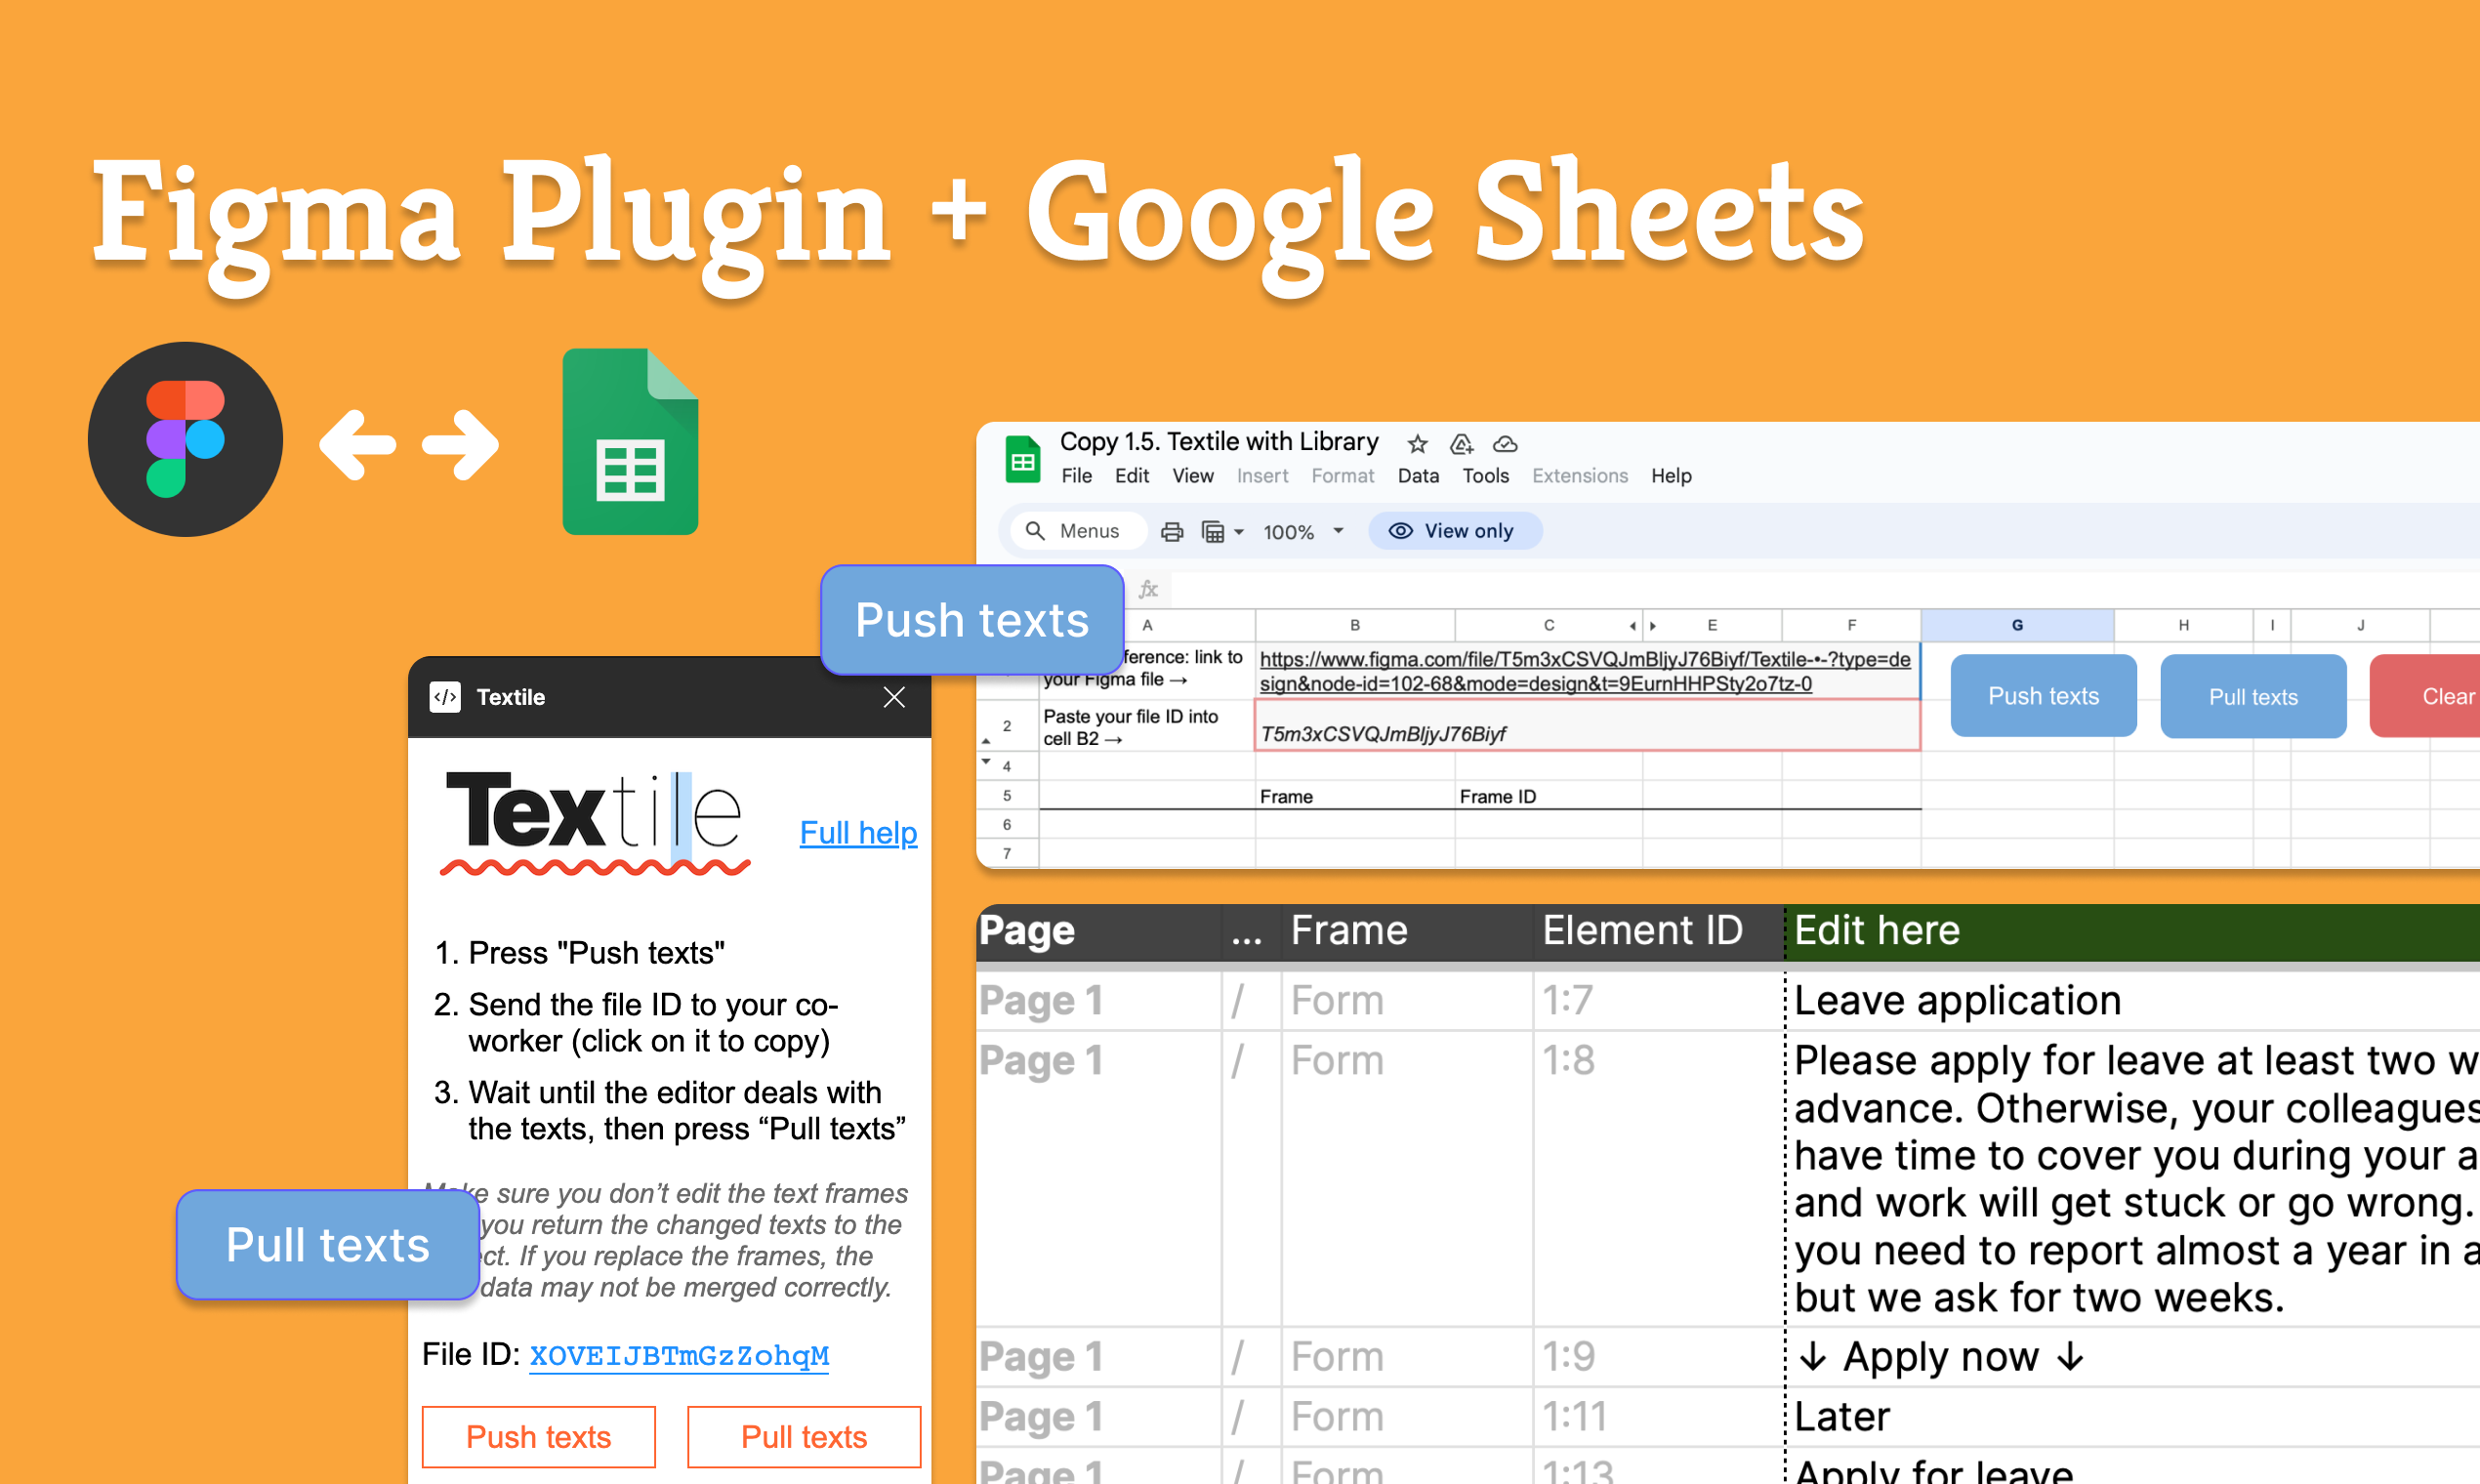 Figma Plugin + Google Sheets
Copy 1.5. Textile with Library
File Edit View Insert Format Data Tools Extensions Help
Menus 100% View only
fx
A B C E F G H I J
ference: link to
your Figma file →
https://www.figma.com/file/T5m3xCSVQJmBljyJ76Biyf/Textile-•-?type=de
sign&node-id=102-68&mode=design&t=9EurnHHPSty2o7tz-0
Push texts Pull texts Clear
2 Paste your file ID into
cell B2 →
T5m3xCSVQJmBljyJ76Biyf
4
5 Frame Frame ID
6
7
Push texts
Textile
Textile
Full help
1. Press "Push texts"
2. Send the file ID to your co-
worker (click on it to copy)
3. Wait until the editor deals with
the texts, then press “Pull texts”
sure you don’t edit the text frames
you return the changed texts to the
ect. If you replace the frames, the
data may not be merged correctly.
Pull texts
File ID: XOVEIJBTmGzZohqM
Push texts Pull texts
Page ... Frame Element ID Edit here
Page 1 / Form 1:7 Leave application
Page 1 / Form 1:8 Please apply for leave at least two w
advance. Otherwise, your colleagues
have time to cover you during your a
and work will get stuck or go wrong.
you need to report almost a year in a
but we ask for two weeks.
Page 1 / Form 1:9 ↓ Apply now ↓
Page 1 / Form 1:11 Later
Page 1 / Form 1:13 Apply for leave